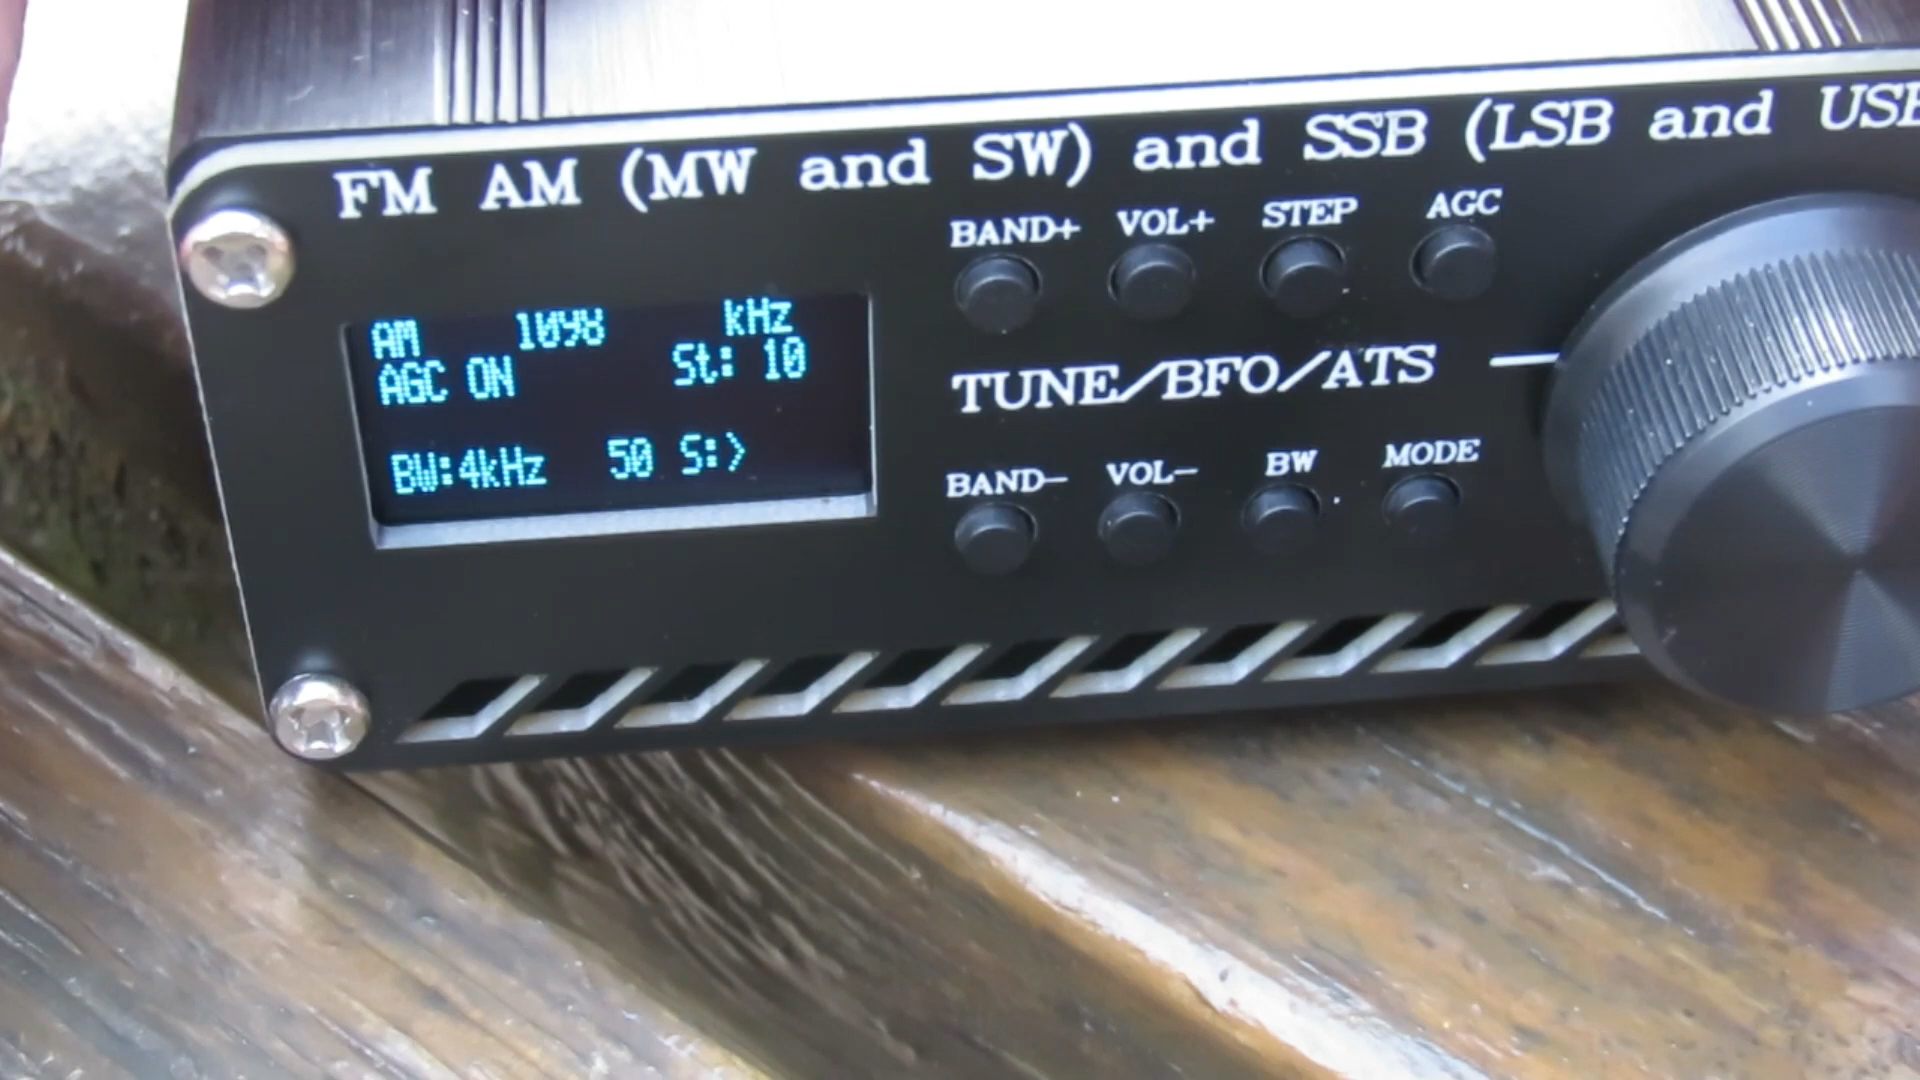 FM AM (MW and SW) and SSB (LSB and USB
AM 1098 kHz
AGC ON St: 10
BW:4kHz 50 S:>
BAND+ VOL+ STEP AGC
TUNE/BFO/ATS
BAND- VOL- BW MODE